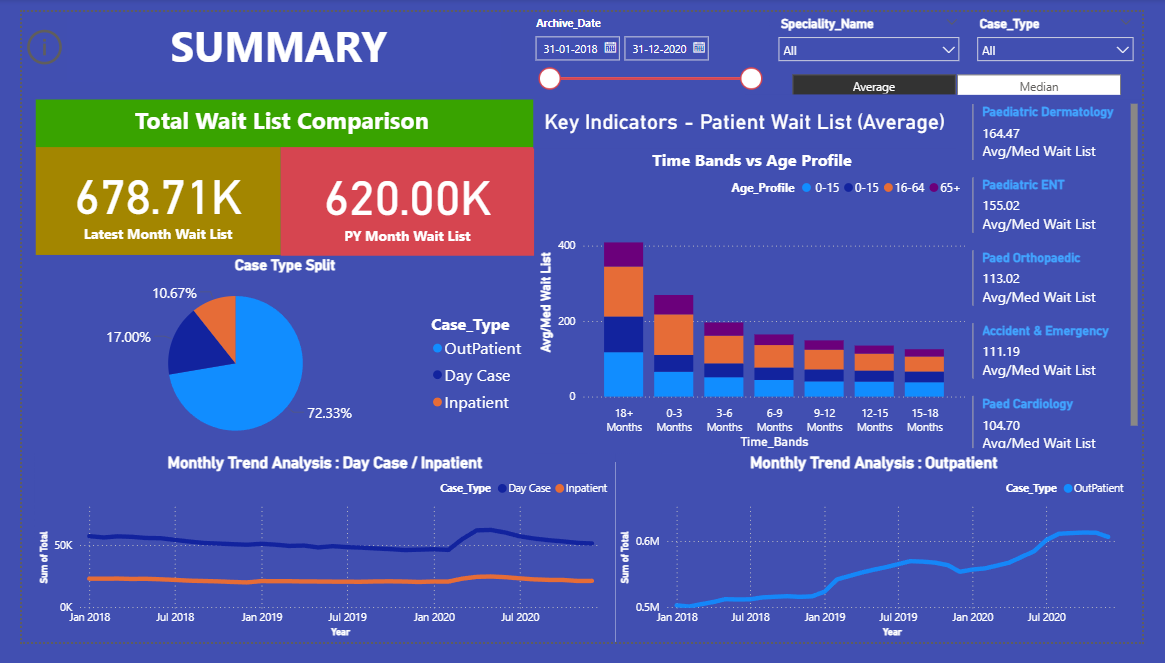 SUMMARY
Archive_Date
31-01-2018
31-12-2020
Speciality_Name
All
Case_Type
All
Average
Median
Total Wait List Comparison
678.71K
Latest Month Wait List
620.00K
PY Month Wait List
Case Type Split
10.67%
17.00%
72.33%
Case_Type
OutPatient
Day Case
Inpatient
Key Indicators - Patient Wait List (Average)
Time Bands vs Age Profile
Age_Profile 0-15 0-15 16-64 65+
Avg/Med Wait List
400
200
0
18+ Months
0-3 Months
3-6 Months
6-9 Months
9-12 Months
12-15 Months
15-18 Months
Time_Bands
Paediatric Dermatology
164.47
Avg/Med Wait List
Paediatric ENT
155.02
Avg/Med Wait List
Paed Orthopaedic
113.02
Avg/Med Wait List
Accident & Emergency
111.19
Avg/Med Wait List
Paed Cardiology
104.70
Avg/Med Wait List
Monthly Trend Analysis : Day Case / Inpatient
Case_Type Day Case Inpatient
Sum of Total
50K
0K
Jan 2018 Jul 2018 Jan 2019 Jul 2019 Jan 2020 Jul 2020
Year
Monthly Trend Analysis : Outpatient
Case_Type OutPatient
Sum of Total
0.6M
0.5M
Jan 2018 Jul 2018 Jan 2019 Jul 2019 Jan 2020 Jul 2020
Year